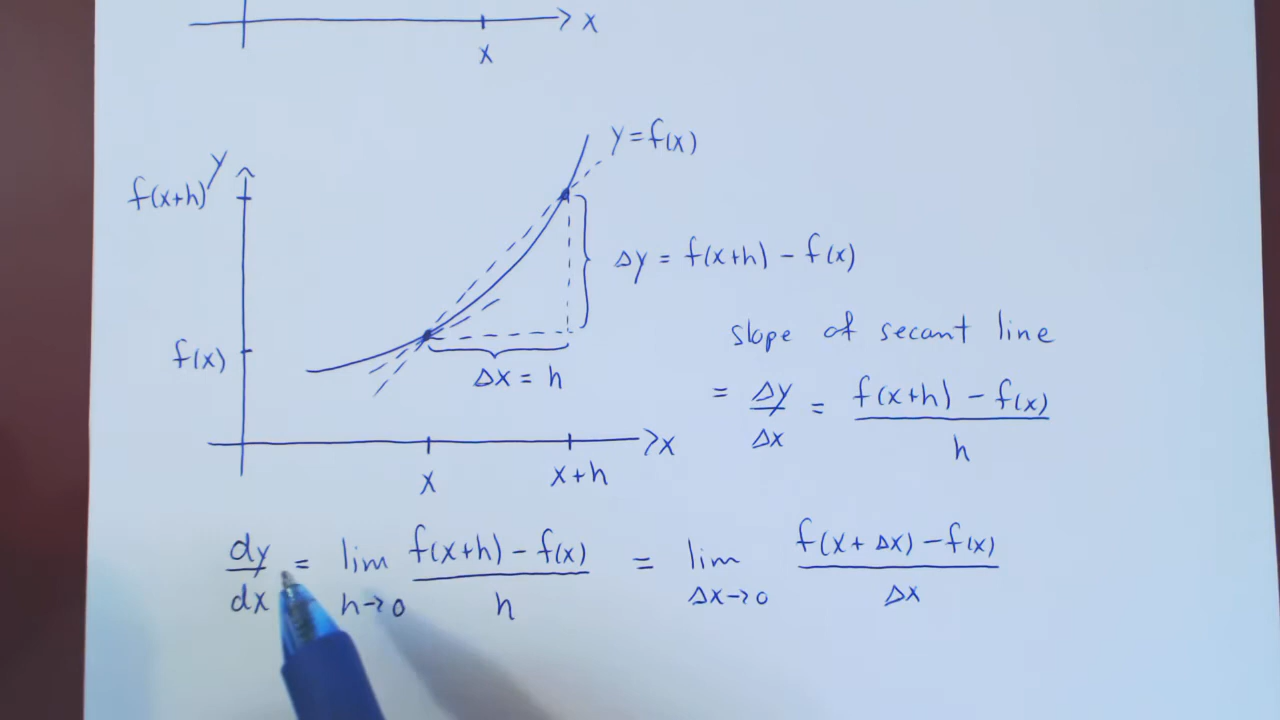 x
x
y = f(x)
y
f(x+h)
Δy = f(x+h) - f(x)
slope of secant line
f(x)
Δx = h
= Δy/Δx = (f(x+h) - f(x))/h
x
x
x+h
dy/dx = lim h→0 (f(x+h) - f(x))/h = lim Δx→0 (f(x + Δx) - f(x))/Δx